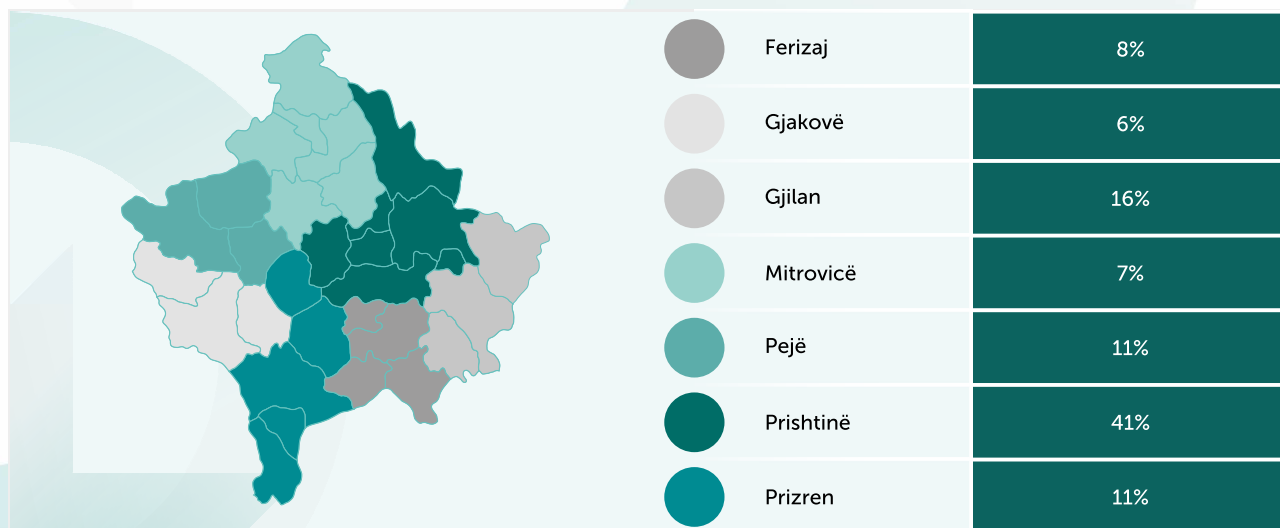 Ferizaj 8%
Gjakovë 6%
Gjilan 16%
Mitrovicë 7%
Pejë 11%
Prishtinë 41%
Prizren 11%